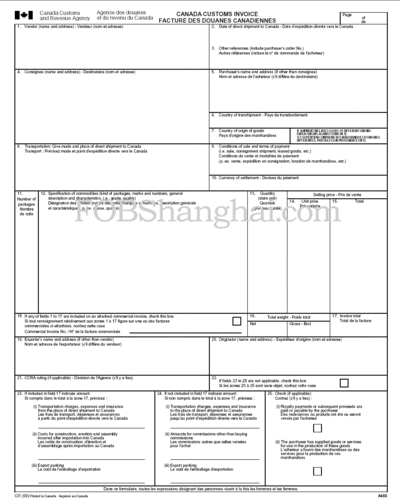 Canada Customs
and Revenue Agency
Agence des douanes
et du revenu du Canada
CANADA CUSTOMS INVOICE
FACTURE DES DOUANES CANADIENNES
Page
of
de
1. Vendor (name and address) - Vendeur (nom et adresse)
2. Date of direct shipment to Canada - Date d'expédition directe vers le Canada
3. Other references (include purchaser's order No.)
Autres références (inclure le n° de commande de l'acheteur)
4. Consignee (name and address) - Destinataire (nom et adresse)
5. Purchaser's name and address (if other than consignee)
Nom et adresse de l'acheteur (s'il diffère du destinataire)
6. Country of transhipment - Pays de transbordement
7. Country of origin of goods
Pays d'origine des marchandises
8. Transportation: Give mode and place of direct shipment to Canada
Transport : Précisez mode et point d'expédition directe vers le Canada
9. Conditions of sale and terms of payment
(i.e. sale, consignment shipment, leased goods, etc.)
Conditions de vente et modalités de paiement
(p. ex. vente, expédition en consignation, location de marchandises, etc.)
10. Currency of settlement - Devises du paiement
11.
Number of
packages
Nombre
de colis
12. Specification of commodities (kind of packages, marks and numbers, general
description and characteristics, i.e., grade, quality)
13. Quantity
(state unit)
Quantité
Selling price - Prix de vente
14. Unit price
Prix unitaire
15. Total
FOBShanghai.com
18. If any of fields 1 to 17 are included on an attached commercial invoice, check this box
Si tout renseignement relativement aux zones 1 à 17 figure sur une ou des factures
commerciales ci-attachées, cochez cette case
Commercial Invoice No. / N° de la facture commerciale
16. Total weight - Poids total
Net
Gross - Brut
17. Invoice total
Total de la facture
19. Exporter's name and address (if other than vendor)
Nom et adresse de l'exportateur (s'il diffère du vendeur)
20. Originator (name and address) - Expéditeur d'origine (nom et adresse)
21. CCRA ruling (if applicable) - Décision de l'Agence (s'il y a lieu)
22.
If fields 23 to 25 are not applicable, check this box
Si les zones 23 à 25 sont sans objet, cochez cette case
23. If included in field 17 indicate amount:
Si compris dans le total à la zone 17, précisez :
(i) Transportation charges, expenses and insurance
from the place of direct shipment to Canada
Les frais de transport, dépenses et assurances
à partir du point d'expédition directe vers le Canada
(ii) Costs for construction, erection and assembly
incurred after importation into Canada
Les coûts de construction, d'érection et
d'assemblage après importation au Canada
(iii) Export packing
Le coût de l'emballage d'exportation
24. If not included in field 17 indicate amount:
Si non compris dans le total à la zone 17, précisez :
(i) Transportation charges, expenses and insurance
to the place of direct shipment to Canada
Les frais de transport, dépenses et assurances
jusqu'au point d'expédition directe vers le Canada
(ii) Amounts for commissions other than buying
commissions
Les commissions autres que celles versées
pour l'achat
(iii) Export packing
Le coût de l'emballage d'exportation
25. Check (if applicable):
Cochez (s'il y a lieu) :
(i) Royalty payments or subsequent proceeds are
paid or payable by the purchaser
Des redevances ou produits ont été ou seront
versés par l'acheteur
(ii) The purchaser has supplied goods or services
for use in the production of these goods
L'acheteur a fourni des marchandises ou des
services pour la production de ces
marchandises
Dans ce formulaire, toutes les expressions désignant des personnes visent à la fois les hommes et les femmes.